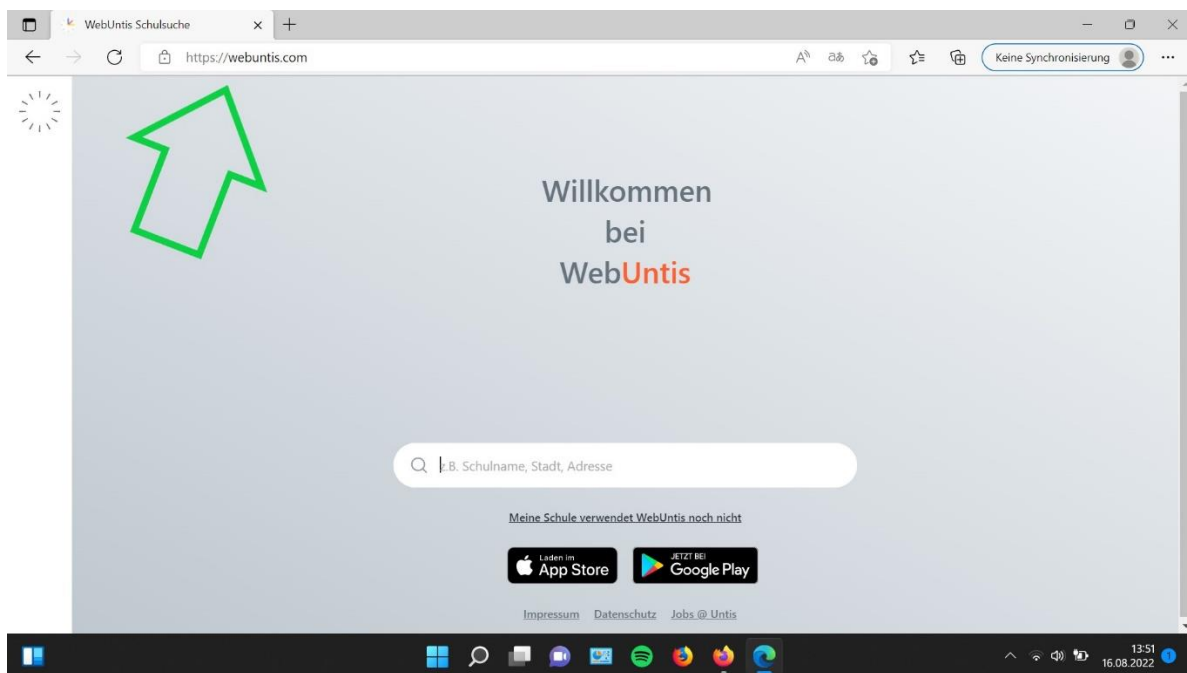 WebUntis Schulsuche
https://webuntis.com
Keine Synchronisierung
Willkommen
bei
WebUntis
z.B. Schulname, Stadt, Adresse
Meine Schule verwendet WebUntis noch nicht
Laden im
App Store
JETZT BEI
Google Play
Impressum Datenschutz Jobs @ Untis
13:51
16.08.2022
1